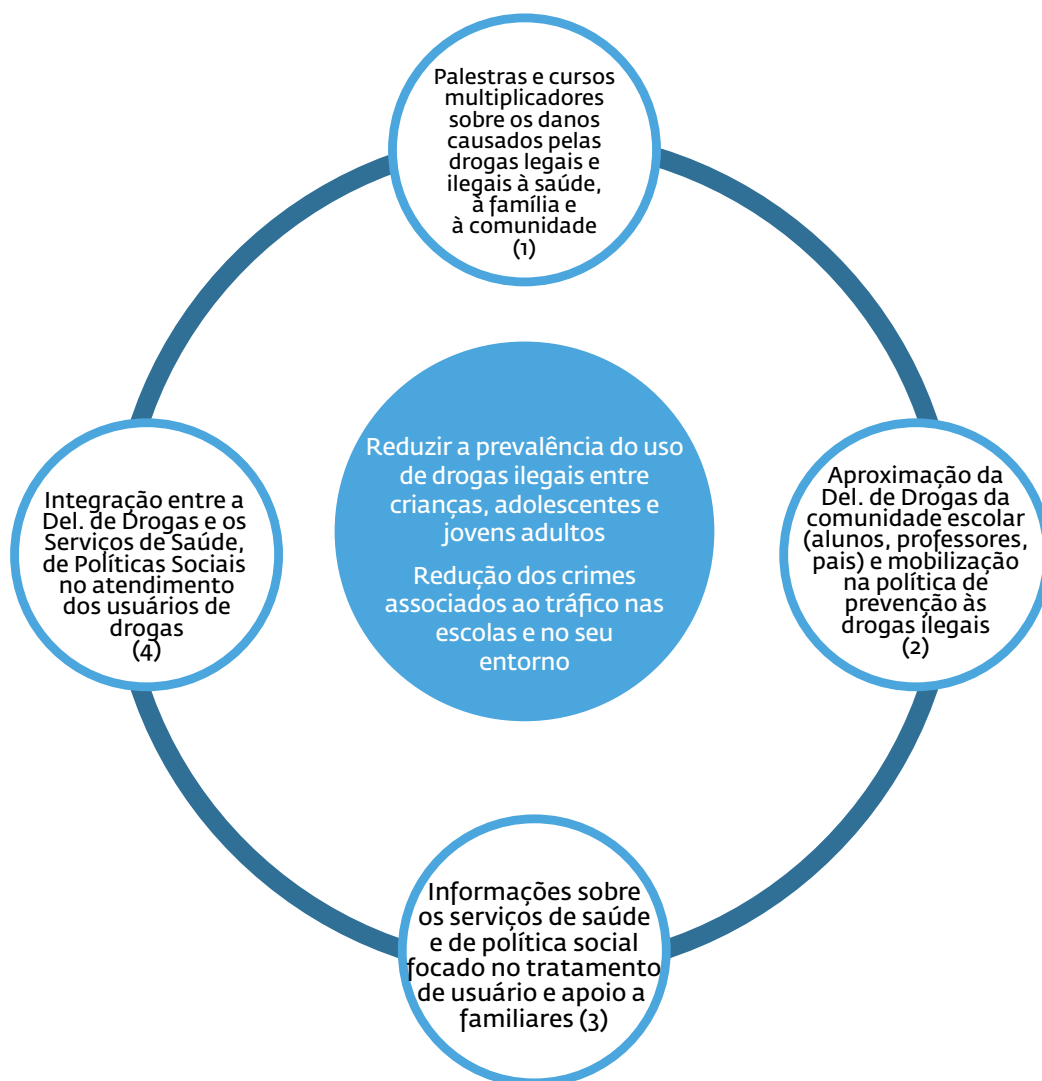 Palestras e cursos
multiplicadores
sobre os danos
causados pelas
drogas legais e
ilegais à saúde,
à família e
à comunidade
(1)
Reduzir a prevalência do uso
de drogas ilegais entre
crianças, adolescentes e
jovens adultos
Redução dos crimes
associados ao tráfico nas
escolas e no seu
entorno
Aproximação da
Del. de Drogas da
comunidade escolar
(alunos, professores,
pais) e mobilização
na política de
prevenção às
drogas ilegais
(2)
Informações sobre
os serviços de saúde
e de política social
focado no tratamento
de usuário e apoio a
familiares (3)
Integração entre a
Del. de Drogas e os
Serviços de Saúde,
de Políticas Sociais
no atendimento
dos usuários de
drogas
(4)